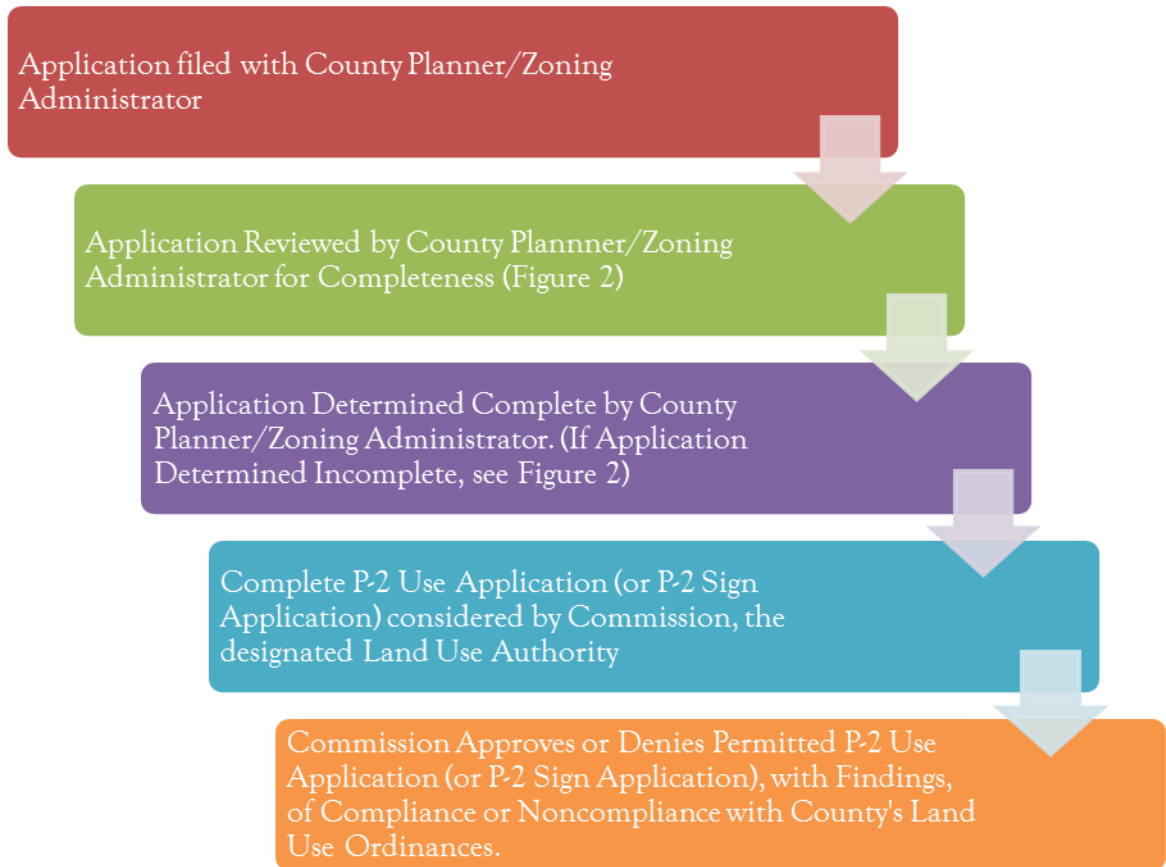 Application filed with County Planner/Zoning
Administrator
Application Reviewed by County Plannner/Zoning
Administrator for Completeness (Figure 2)
Application Determined Complete by County
Planner/Zoning Administrator. (If Application
Determined Incomplete, see Figure 2)
Complete P-2 Use Application (or P-2 Sign
Application) considered by Commission, the
designated Land Use Authority
Commission Approves or Denies Permitted P-2 Use
Application (or P-2 Sign Application), with Findings,
of Compliance or Noncompliance with County's Land
Use Ordinances.